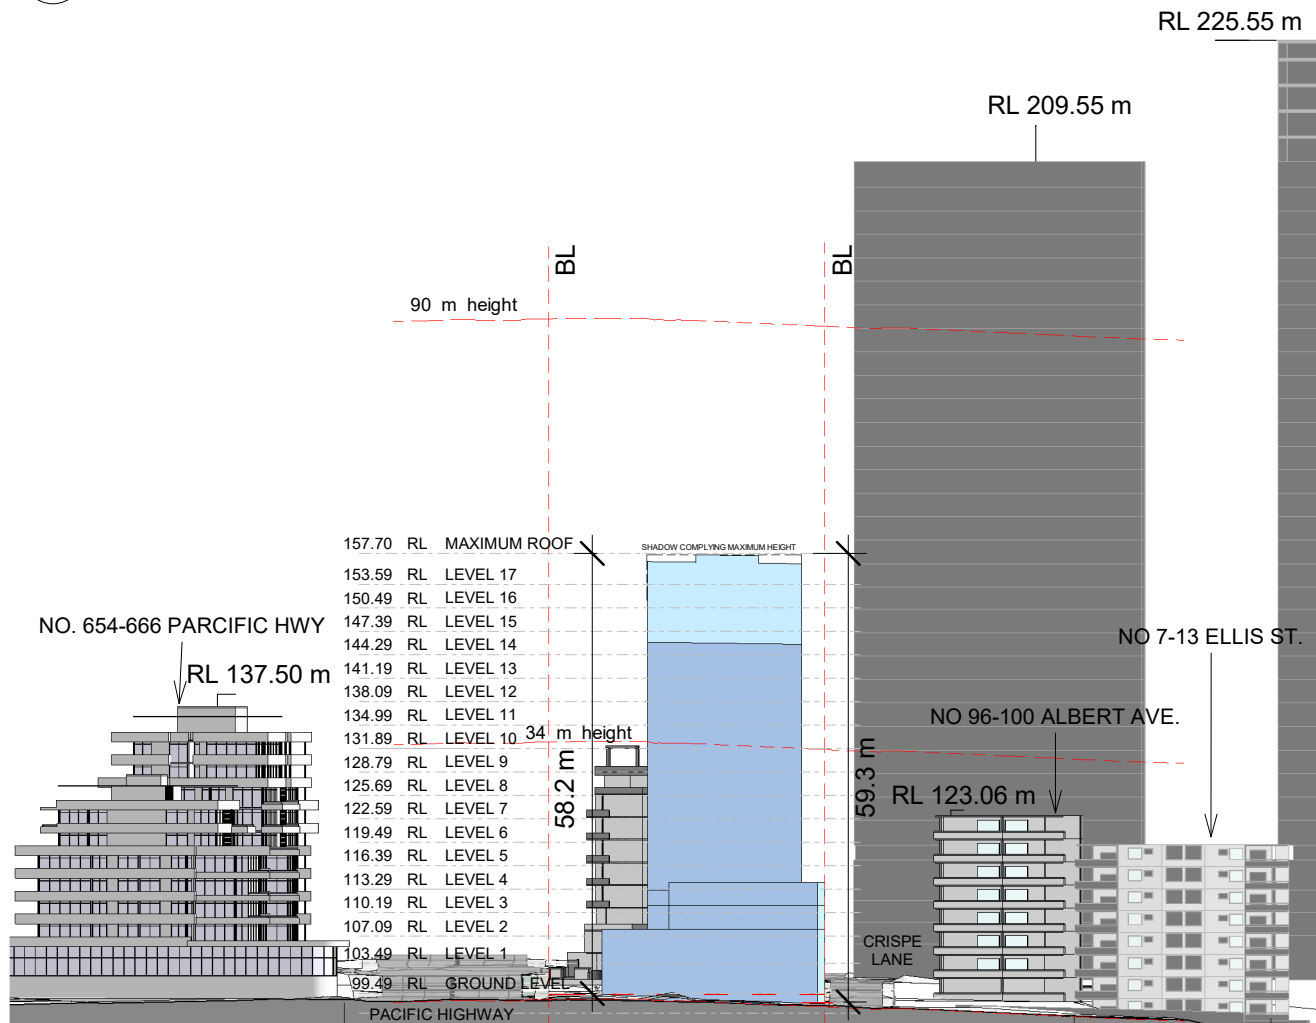 RL 225.55 m
RL 209.55 m
BL
BL
90 m height
157.70 RL MAXIMUM ROOF
SHADOW COMPLYING MAXIMUM HEIGHT
153.59 RL LEVEL 17
150.49 RL LEVEL 16
147.39 RL LEVEL 15
144.29 RL LEVEL 14
141.19 RL LEVEL 13
138.09 RL LEVEL 12
134.99 RL LEVEL 11
131.89 RL LEVEL 10
128.79 RL LEVEL 9
125.69 RL LEVEL 8
122.59 RL LEVEL 7
119.49 RL LEVEL 6
116.39 RL LEVEL 5
113.29 RL LEVEL 4
110.19 RL LEVEL 3
107.09 RL LEVEL 2
103.49 RL LEVEL 1
99.49 RL GROUND LEVEL
NO. 654-666 PARCIFIC HWY
RL 137.50 m
34 m height
58.2 m
59.3 m
NO 7-13 ELLIS ST.
NO 96-100 ALBERT AVE.
RL 123.06 m
CRISPE
LANE
PACIFIC HIGHWAY